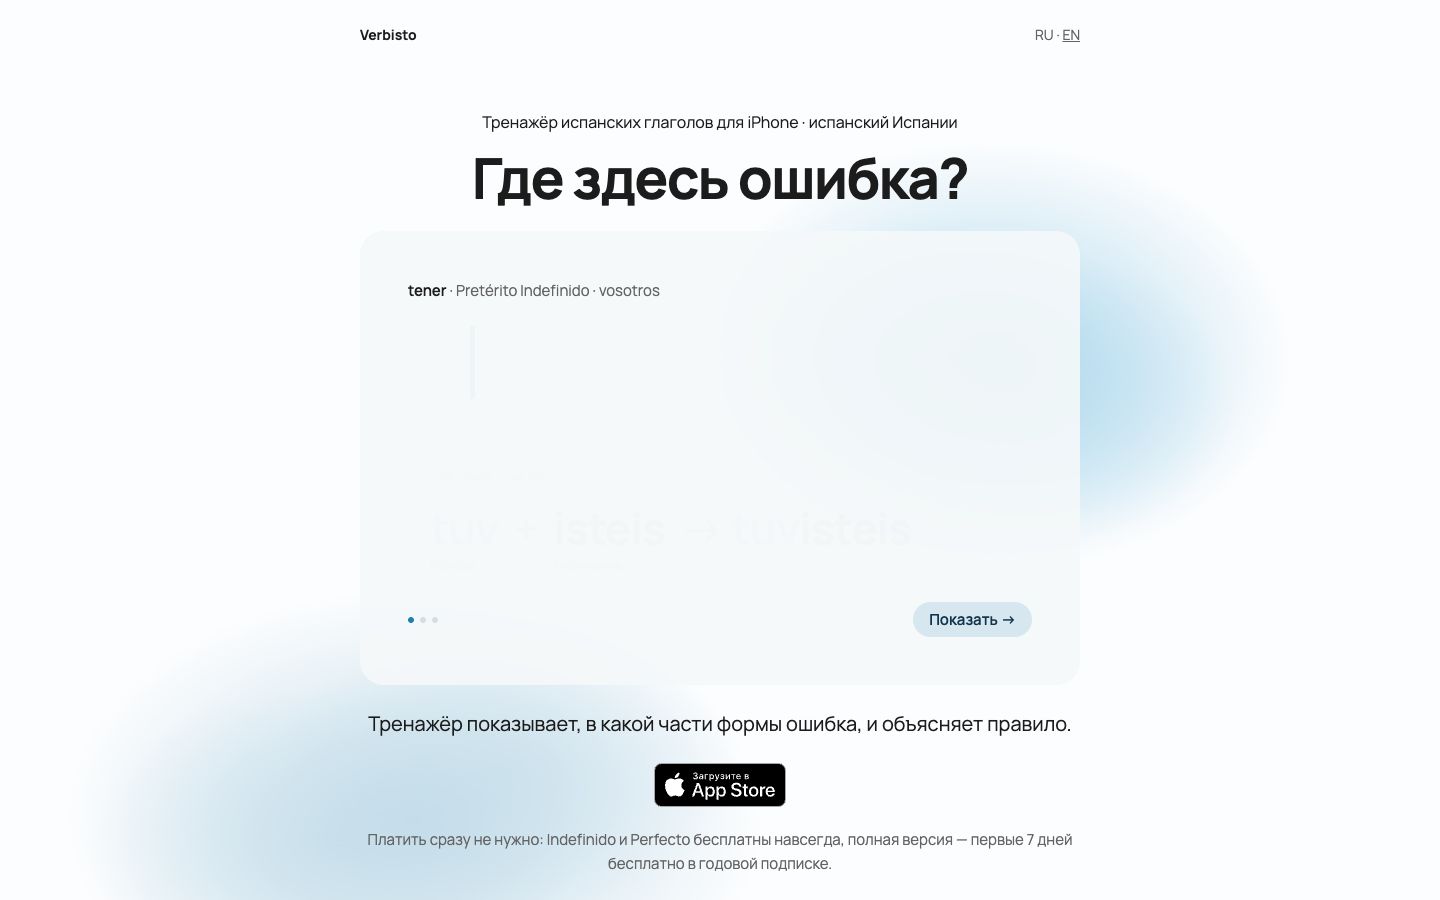 Verbisto
RU · EN
Тренажёр испанских глаголов для iPhone · испанский Испании
Где здесь ошибка?
tener · Pretérito Indefinido · vosotros
tuv + isteis → tuvisteis
Показать →
Тренажёр показывает, в какой части формы ошибка, и объясняет правило.
Загрузите в
App Store
Платить сразу не нужно: Indefinido и Perfecto бесплатны навсегда, полная версия — первые 7 дней
бесплатно в годовой подписке.